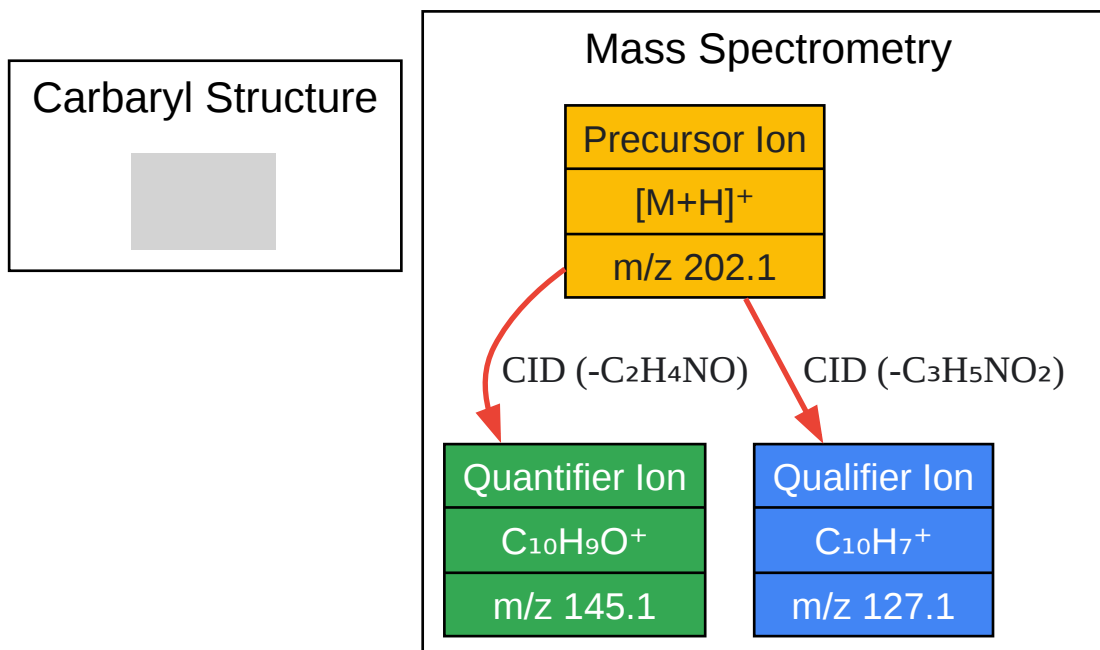 Carbaryl Structure
Mass Spectrometry
Precursor Ion
[M+H]⁺
m/z 202.1
CID (-C₂H₄NO)
CID (-C₃H₅NO₂)
Quantifier Ion
C₁₀H₉O⁺
m/z 145.1
Qualifier Ion
C₁₀H₇⁺
m/z 127.1